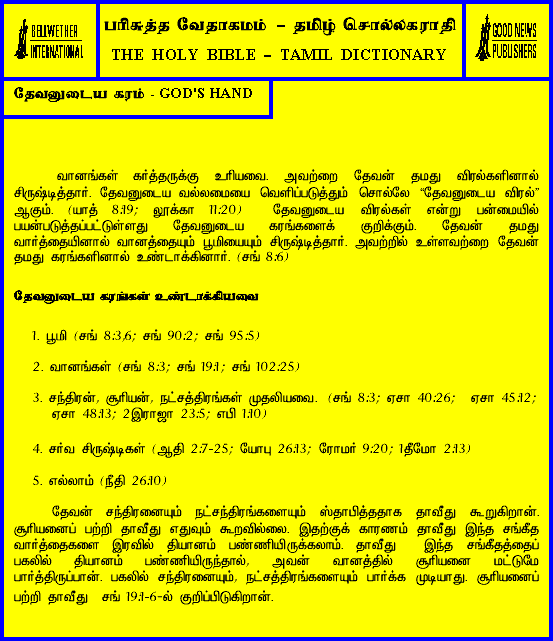 BELLWETHER
INTERNATIONAL
பரிசுத்த வேதாகமம் – தமிழ் சொல்லகராதி
THE HOLY BIBLE – TAMIL DICTIONARY
GOOD NEWS
PUBLISHERS
தேவனுடைய கரம் - GOD'S HAND
வானங்கள் கர்த்தருக்கு உரியவை. அவற்றை தேவன் தமது விரல்களினால்
சிருஷ்டித்தார். தேவனுடைய வல்லமையை வெளிப்படுத்தும் சொல்லே “தேவனுடைய விரல்”
ஆகும். (யாத் 8:19; லூக்கா 11:20) தேவனுடைய விரல்கள் என்று பன்மையில்
பயன்படுத்தப்பட்டுள்ளது தேவனுடைய கரங்களைக் குறிக்கும். தேவன் தமது
வார்த்தையினால் வானத்தையும் பூமியையும் சிருஷ்டித்தார். அவற்றில் உள்ளவற்றை தேவன்
தமது கரங்களினால் உண்டாக்கினார். (சங் 8:6)
தேவனுடைய கரங்கள் உண்டாக்கியவை
1. பூமி (சங் 8:3,6; சங் 90:2; சங் 95:5)
2. வானங்கள் (சங் 8:3; சங் 19:1; சங் 102:25)
3. சந்திரன், சூரியன், நட்சத்திரங்கள் முதலியவை. (சங் 8:3; ஏசா 40:26; ஏசா 45:12;
ஏசா 48:13; 2இராஜா 23:5; எபி 1:10)
4. சர்வ சிருஷ்டிகள் (ஆதி 2:7-25; யோபு 26:13; ரோமர் 9:20; 1தீமோ 2:13)
5. எல்லாம் (நீதி 26:10)
தேவன் சந்திரனையும் நட்சந்திரங்களையும் ஸ்தாபித்ததாக தாவீது கூறுகிறான்.
சூரியனைப் பற்றி தாவீது எதுவும் கூறவில்லை. இதற்குக் காரணம் தாவீது இந்த சங்கீத
வார்த்தைகளை இரவில் தியானம் பண்ணியிருக்கலாம். தாவீது இந்த சங்கீதத்தைப்
பகலில் தியானம் பண்ணியிருந்தால், அவன் வானத்தில் சூரியனை மட்டுமே
பார்த்திருப்பான். பகலில் சந்திரனையும், நட்சத்திரங்களையும் பார்க்க முடியாது. சூரியனைப்
பற்றி தாவீது சங் 19:1-6-ல் குறிப்பிடுகிறான்.